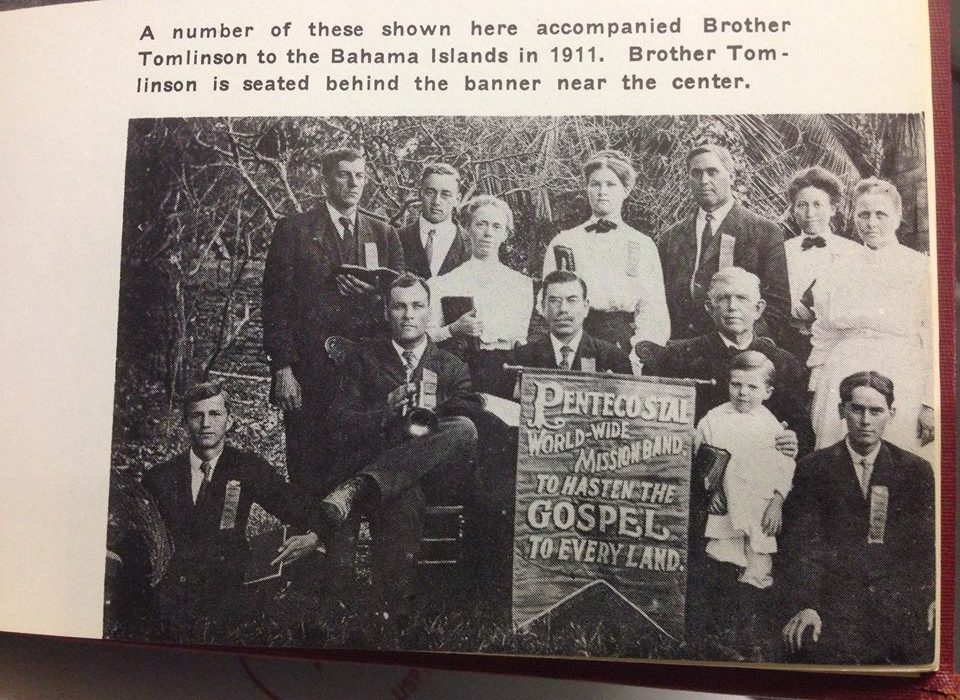 A number of these shown here accompanied Brother
Tomlinson to the Bahama Islands in 1911. Brother Tom-
linson is seated behind the banner near the center.
PENTECOSTAL
WORLD-WIDE
MISSION BAND.
TO HASTEN THE
GOSPEL
TO EVERY LAND.